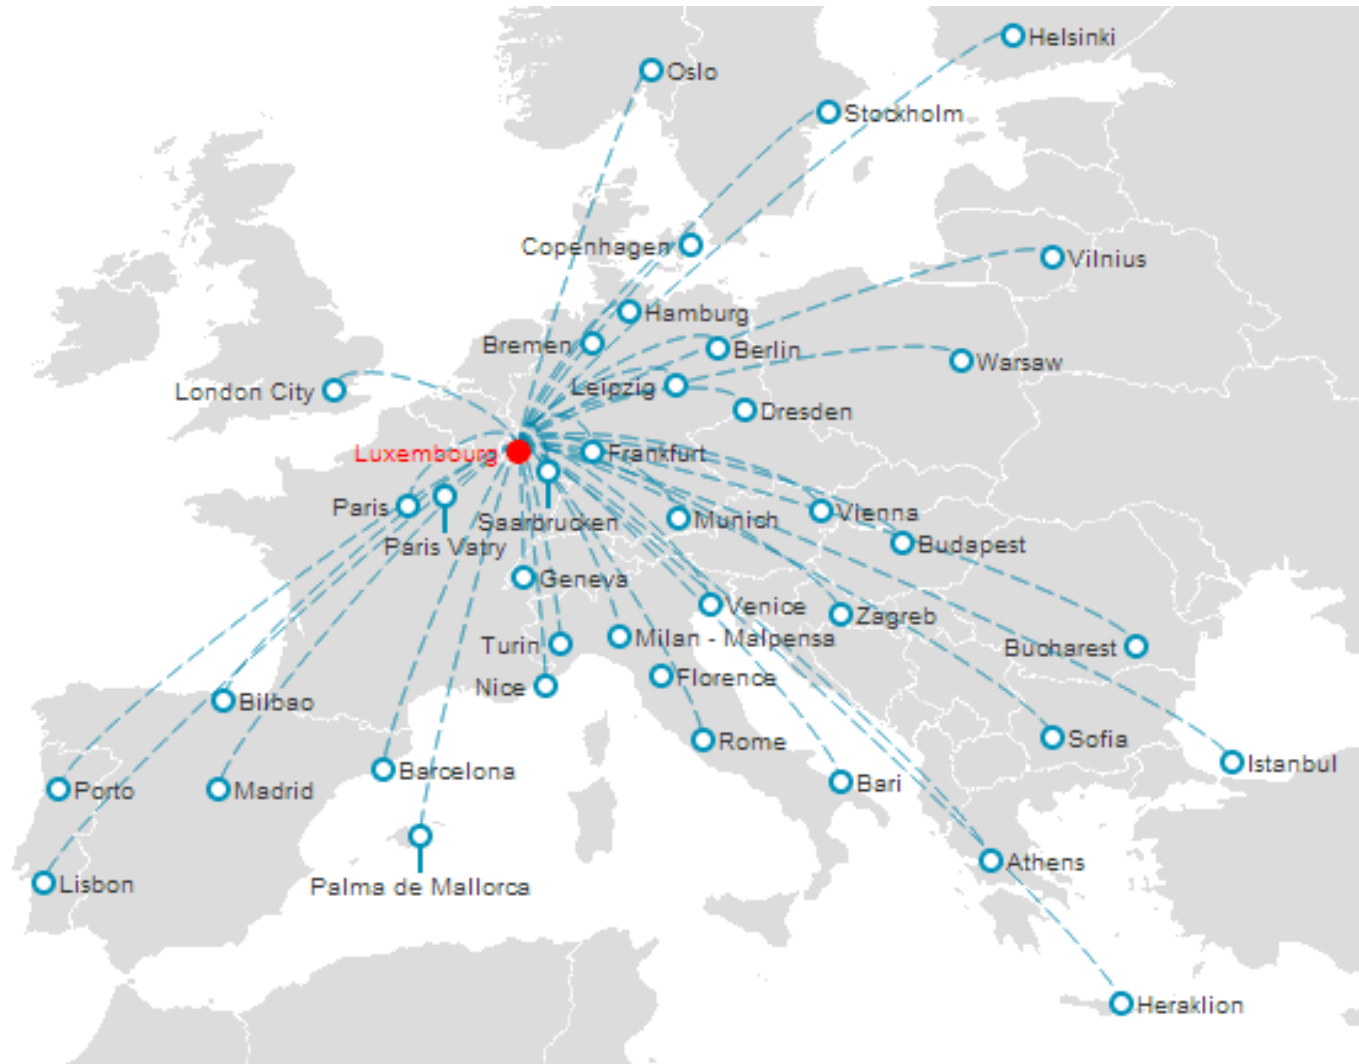 Helsinki
Oslo
Stockholm
Copenhagen
Vilnius
Hamburg
Bremen
Berlin
Warsaw
London City
Leipzig
Dresden
Luxembourg
Frankfurt
Paris
Saarbrucken
Munich
Vienna
Paris Vatry
Budapest
Geneva
Venice
Zagreb
Turin
Milan - Malpensa
Bucharest
Nice
Florence
Bilbao
Rome
Sofia
Istanbul
Barcelona
Porto
Madrid
Bari
Athens
Lisbon
Palma de Mallorca
Heraklion